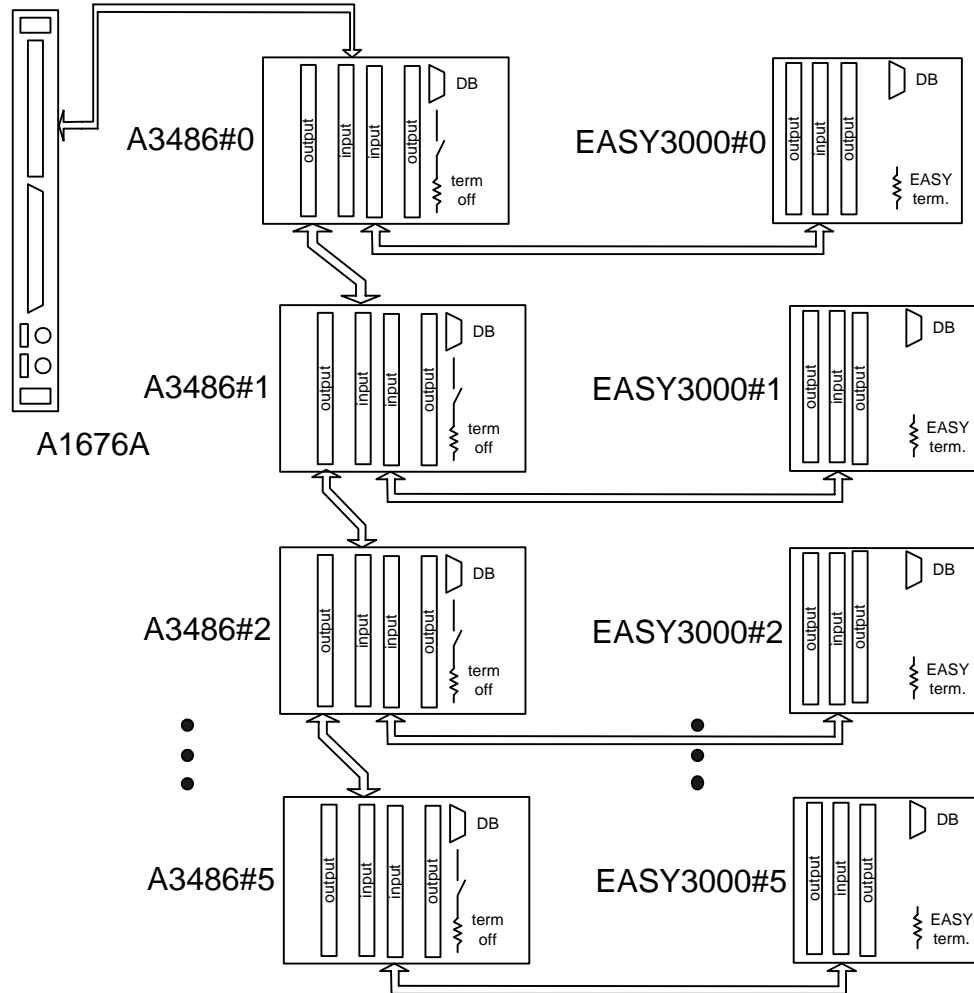 A1676A
A3486#0
output
input
input
output
DB
term
off
EASY3000#0
output
input
output
DB
EASY
term.
A3486#1
output
input
input
output
DB
term
off
EASY3000#1
output
input
output
DB
EASY
term.
A3486#2
output
input
input
output
DB
term
off
EASY3000#2
output
input
output
DB
EASY
term.
A3486#5
output
input
input
output
DB
term
off
EASY3000#5
output
input
output
DB
EASY
term.